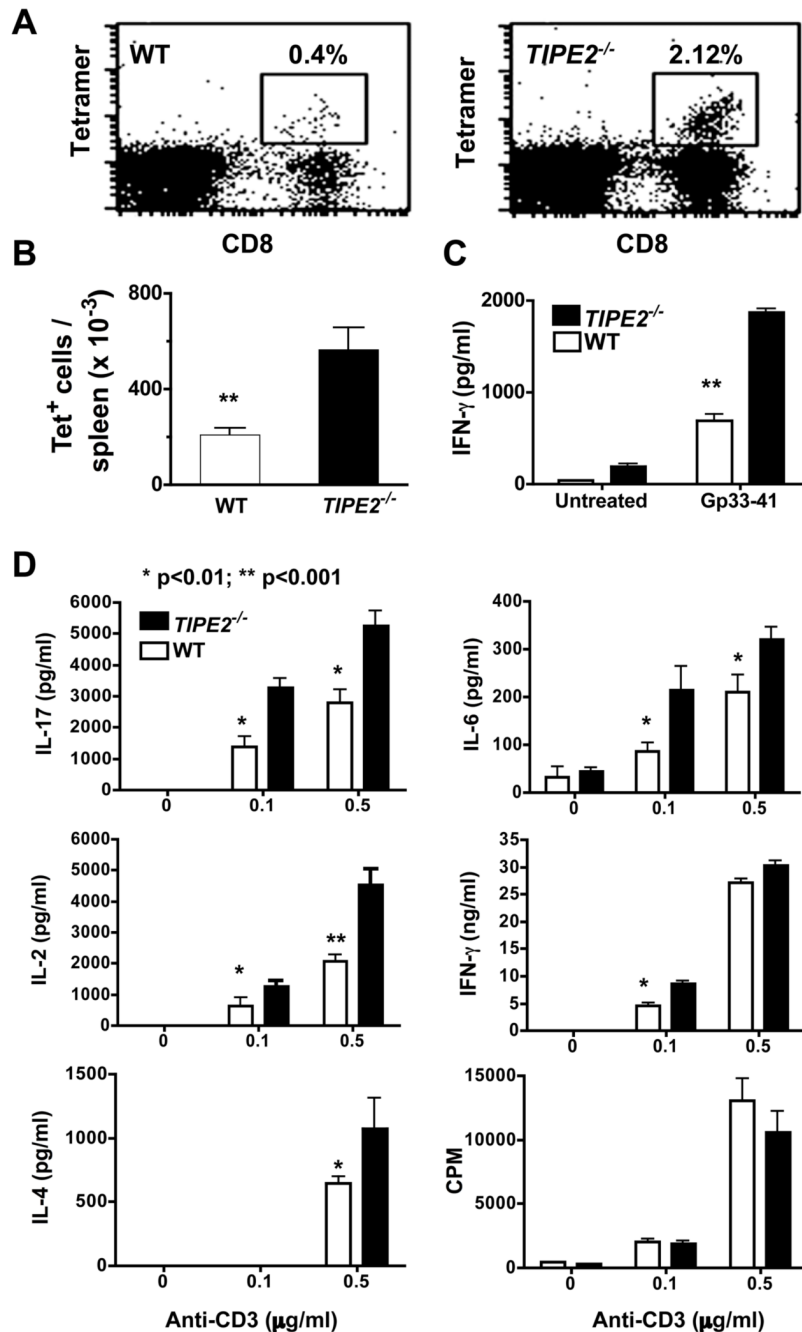 A
WT 0.4%
Tetramer
CD8
TIPE2-/- 2.12%
Tetramer
CD8
B
Tet+ cells /
spleen (x 10-3)
800
400
0
** 
WT TIPE2-/-
C
IFN-γ (pg/ml)
2000
1000
0
TIPE2-/-
WT
**
Untreated Gp33-41
D
* p<0.01; ** p<0.001
IL-17 (pg/ml)
6000
5000
4000
3000
2000
1000
0
TIPE2-/-
WT
* *
0 0.1 0.5
IL-6 (pg/ml)
400
300
200
100
0
* *
0 0.1 0.5
IL-2 (pg/ml)
6000
5000
4000
3000
2000
1000
0
* **
0 0.1 0.5
IFN-γ (ng/ml)
35
30
25
20
15
10
5
0
*
0 0.1 0.5
IL-4 (pg/ml)
1500
1000
500
0
*
0 0.1 0.5
Anti-CD3 (μg/ml)
CPM
15000
10000
5000
0
0 0.1 0.5
Anti-CD3 (μg/ml)